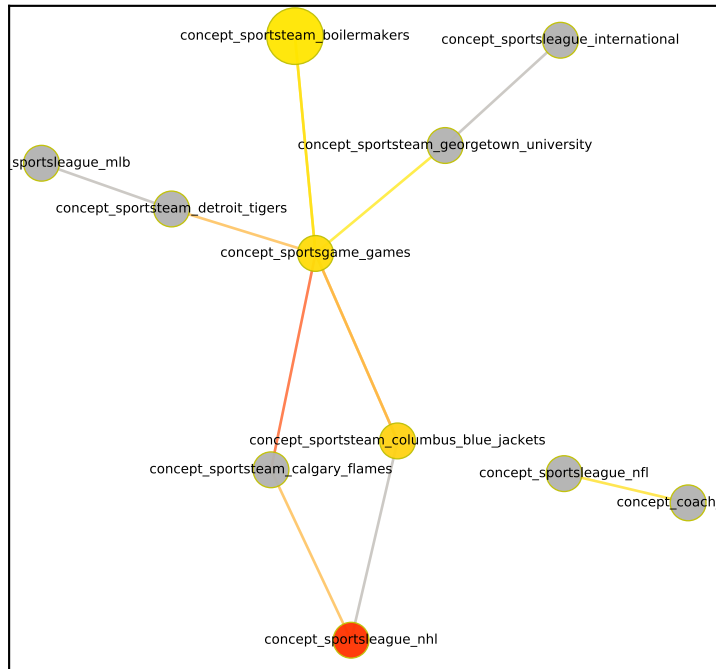 concept_sportsteam_boilermakers
concept_sportsleague_international
concept_sportsteam_georgetown_university
_sportsleague_mlb
concept_sportsteam_detroit_tigers
concept_sportsgame_games
concept_sportsteam_columbus_blue_jackets
concept_sportsteam_calgary_flames
concept_sportsleague_nfl
concept_coach
concept_sportsleague_nhl